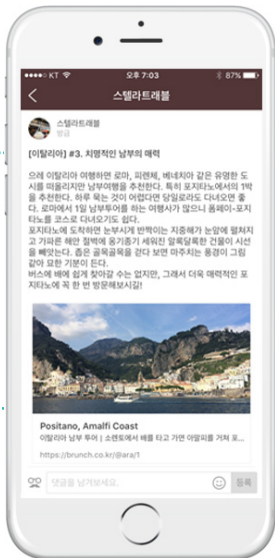 KT 오후 7:03 87%
스텔라트래블
스텔라트래블
방금
[이탈리아] #3. 치명적인 남부의 매력
으레 이탈리아 여행하면 로마, 피렌체, 베네치아 같은 유명한 도
시를 떠올리지만 남부여행을 추천한다. 특히 포지타노에서의 1박
을 추천한다. 하루 묵는 것이 어렵다면 당일로라도 다녀오면 좋
다. 로마에서 1일 남부투어를 하는 여행사가 많으니 폼페이-포지
타노를 코스로 다녀오기도 쉽다.
포지타노에 도착하면 눈부시게 반짝이는 지중해가 눈앞에 펼쳐지
고 가파른 해안 절벽에 옹기종기 세워진 알록달록한 건물이 시선
을 빼앗는다. 좁은 골목골목을 걷다 보면 마주치는 풍경이 그림
같아 묘한 기분이 든다.
버스에 배에 쉽게 찾아갈 수는 없지만, 그래서 더욱 매력적인 포
지타노에 꼭 한 번 방문해보시길!
Positano, Amalfi Coast
이탈리아 남부 투어 | 소렌토에서 배를 타고 가면 아말피를 거쳐 포...
https://brunch.co.kr/@ara/1
댓글을 남겨보세요.
등록